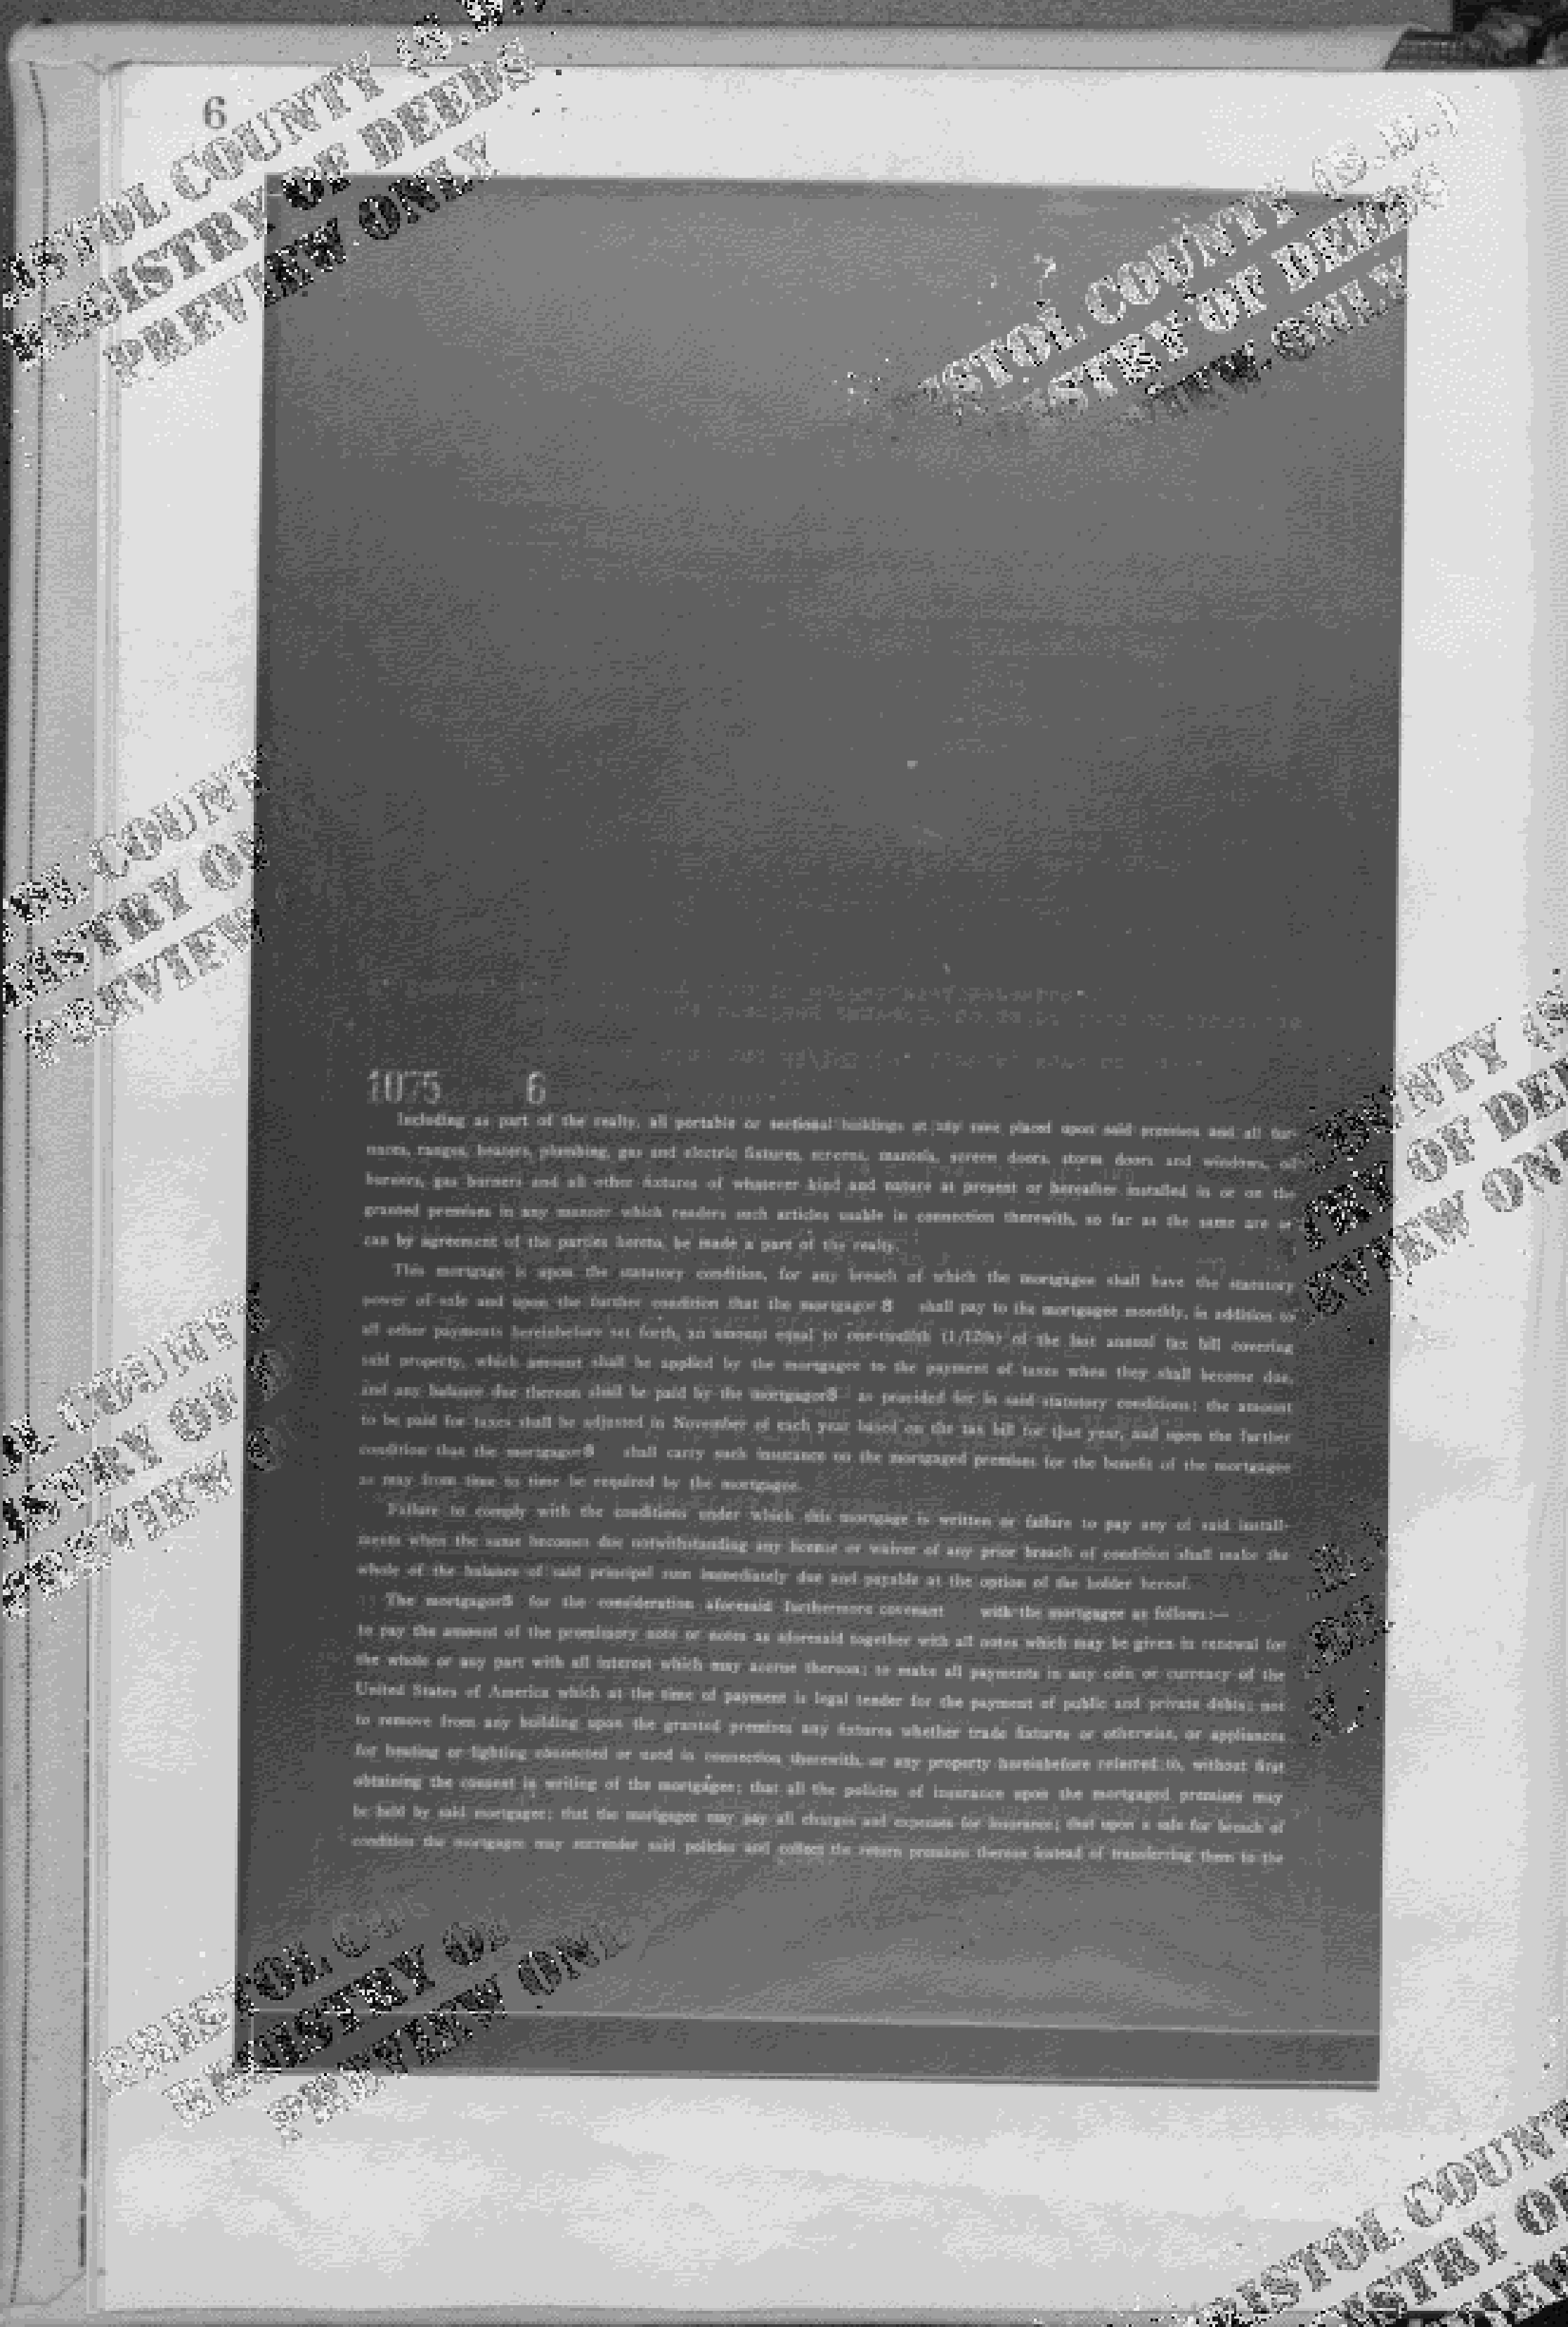 6
BRISTOL COUNTY (S.D.)
REGISTRY OF DEEDS
PREVIEW ONLY
1075 6
Including as part of the realty, all portable or sectional buildings at any time placed upon said premises and all fur-
naces, ranges, heaters, plumbing, gas and electric fixtures, screens, mantels, screen doors, storm doors and windows, oil
burners, gas burners and all other fixtures of whatever kind and nature at present or hereafter installed in or on the
granted premises in any manner which renders such articles usable in connection therewith, so far as the same are or
can by agreement of the parties hereto, be made a part of the realty.
This mortgage is upon the statutory condition, for any breach of which the mortgagee shall have the statutory
power of sale and upon the further condition that the mortgagor S shall pay to the mortgagee monthly, in addition to
all other payments hereinbefore set forth, an amount equal to one-twelfth (1/12th) of the last annual tax bill covering
said property, which amount shall be applied by the mortgagee to the payment of taxes when they shall become due,
and any balance due thereon shall be paid by the mortgagorS as provided for in said statutory conditions; the amount
to be paid for taxes shall be adjusted in November of each year based on the tax bill for that year, and upon the further
condition that the mortgagorS shall carry such insurance on the mortgaged premises for the benefit of the mortgagee
as may from time to time be required by the mortgagee.
Failure to comply with the conditions under which this mortgage is written or failure to pay any of said install-
ments when the same becomes due notwithstanding any license or waiver of any prior breach of condition shall make the
whole of the balance of said principal sum immediately due and payable at the option of the holder hereof.
The mortgagorS for the consideration aforesaid furthermore covenant with the mortgagee as follows:—
to pay the amount of the promissory note or notes as aforesaid together with all notes which may be given in renewal for
the whole or any part with all interest which may accrue thereon; to make all payments in any coin or currency of the
United States of America which at the time of payment is legal tender for the payment of public and private debts; not
to remove from any building upon the granted premises any fixtures whether trade fixtures or otherwise, or appliances
for heating or lighting connected or used in connection therewith, or any property hereinbefore referred to, without first
obtaining the consent in writing of the mortgagee; that all the policies of insurance upon the mortgaged premises may
be held by said mortgagee; that the mortgagee may pay all charges and expenses for insurance; that upon a sale for breach of
condition the mortgagee may surrender said policies and collect the return premiums thereon instead of transferring them to the